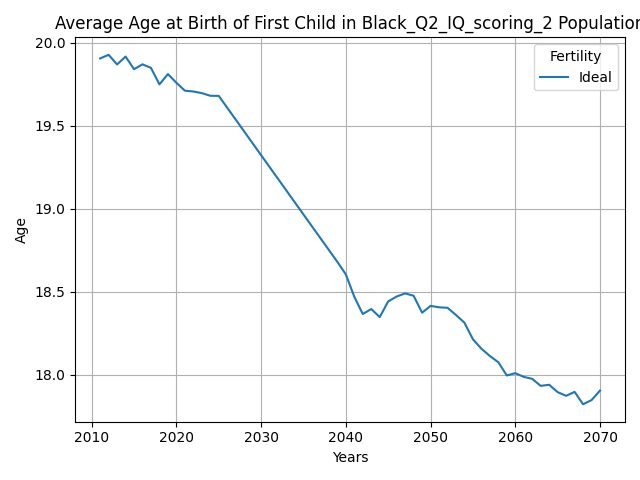 Average Age at Birth of First Child in Black_Q2_IQ_scoring_2 Population
Fertility
Ideal
20.0
19.5
19.0
18.5
18.0
Age
2010 2020 2030 2040 2050 2060 2070
Years